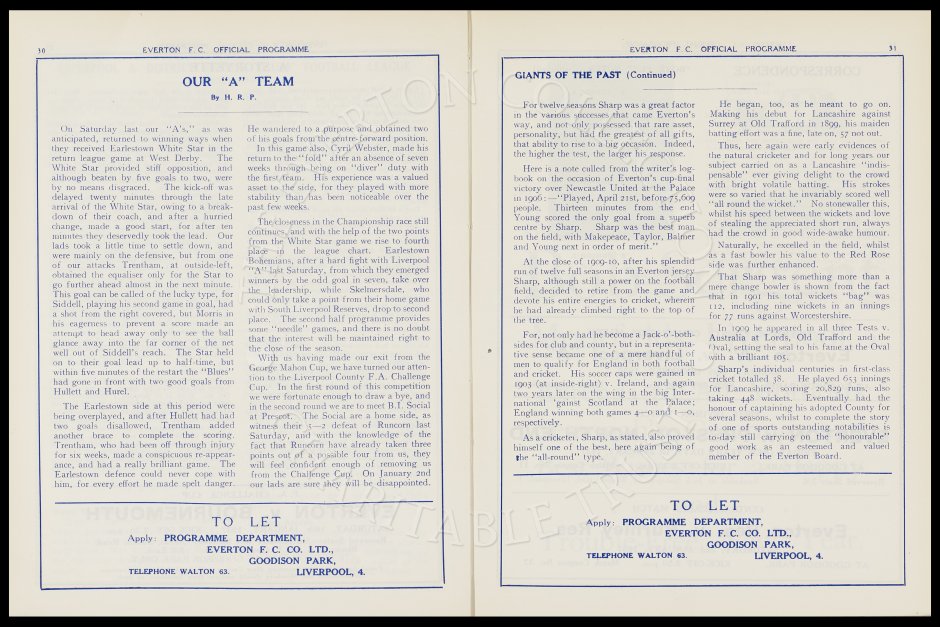 30
EVERTON F. C. OFFICIAL PROGRAMME
OUR "A" TEAM
By H. R. P.
On Saturday last our "A's," as was
anticipated, returned to winning ways when
they received Earlestown White Star in the
return league game at West Derby. The
White Star provided stiff opposition, and
although beaten by five goals to two, were
by no means disgraced. The kick-off was
delayed twenty minutes through the late
arrival of the White Star, owing to a break-
down of their coach, and after a hurried
change, made a good start, for after ten
minutes they deservedly took the lead. Our
lads took a little time to settle down, and
were mainly on the defensive, but from one
of our attacks Trentham, at outside-left,
obtained the equaliser only for the Star to
go further ahead almost in the next minute.
This goal can be called of the lucky type, for
Siddell, playing his second game in goal, had
a shot from the right covered, but Morris in
his eagerness to prevent a score made an
attempt to head away only to see the ball
glance away into the far corner of the net
well out of Siddell's reach. The Star held
on to their goal lead up to half-time, but
within five minutes of the restart the "Blues"
had gone in front with two good goals from
Hullett and Hurel.
The Earlestown side at this period were
being overplayed, and after Hullett had had
two goals disallowed, Trentham added
another brace to complete the scoring.
Trentham, who had been off through injury
for six weeks, made a conspicuous re-appear-
ance, and had a really brilliant game. The
Earlestown defence could never cope with
him, for every effort he made spelt danger.
He wandered to a purpose and obtained two
of his goals from the centre-forward position.
In this game also, Cyril Webster, made his
return to the "fold" after an absence of seven
weeks through being on "diver" duty with
the first team. His experience was a valued
asset to the side, for they played with more
stability than has been noticeable over the
past few weeks.
The closeness in the Championship race still
continues, and with the help of the two points
from the White Star game we rise to fourth
place in the league chart. Earlestown
Bohemians, after a hard fight with Liverpool
"A" last Saturday, from which they emerged
winners by the odd goal in seven, take over
the leadership, while Skelmersdale, who
could only take a point from their home game
with South Liverpool Reserves, drop to second
place. The second half programme provides
some "needle" games, and there is no doubt
that the interest will be maintained right to
the close of the season.
With us having made our exit from the
George Mahon Cup, we have turned our atten-
tion to the Liverpool County F.A. Challenge
Cup. In the first round of this competition
we were fortunate enough to draw a bye, and
in the second round we are to meet B.I. Social
at Prescot. The Social are a home side, as
witness their 5—2 defeat of Runcorn last
Saturday, and with the knowledge of the
fact that Runcorn have already taken three
points out of a possible four from us, they
will feel confident enough of removing us
from the Challenge Cup. On January 2nd
our lads are sure they will be disappointed.
TO LET
Apply: PROGRAMME DEPARTMENT,
EVERTON F. C. CO. LTD.,
GOODISON PARK,
TELEPHONE WALTON 63. LIVERPOOL, 4.
EVERTON F. C. OFFICIAL PROGRAMME
31
GIANTS OF THE PAST (Continued)
For twelve seasons Sharp was a great factor
in the various successes that came Everton's
way, and not only possessed that rare asset,
personality, but had the greatest of all gifts,
that ability to rise to a big occasion. Indeed,
the higher the test, the larger his response.
Here is a note culled from the writer's log-
book on the occasion of Everton's cup-final
victory over Newcastle United at the Palace
in 1906:—"Played, April 21st, before 75,609
people. Thirteen minutes from the end
Young scored the only goal from a superb
centre by Sharp. Sharp was the best man
on the field, with Makepeace, Taylor, Balmer
and Young next in order of merit."
At the close of 1909-10, after his splendid
run of twelve full seasons in an Everton jersey
Sharp, although still a power on the football
field, decided to retire from the game and
devote his entire energies to cricket, wherein
he had already climbed right to the top of
the tree.
For, not only had he become a Jack-o'-both-
sides for club and county, but in a representa-
tive sense became one of a mere handful of
men to qualify for England in both football
and cricket. His soccer caps were gained in
1903 (at inside-right) v. Ireland, and again
two years later on the wing in the big Inter-
national against Scotland at the Palace;
England winning both games 4—0 and 1—0,
respectively.
As a cricketer, Sharp, as stated, also proved
himself one of the best, here again being of
the "all-round" type.
He began, too, as he meant to go on.
Making his debut for Lancashire against
Surrey at Old Trafford in 1899, his maiden
batting effort was a fine, late on, 57 not out.
Thus, here again were early evidences of
the natural cricketer and for long years our
subject carried on as a Lancashire "indis-
pensable" ever giving delight to the crowd
with bright volatile batting. His strokes
were so varied that he invariably scored well
"all round the wicket." No stonewaller this,
whilst his speed between the wickets and love
of stealing the appreciated short run, always
had the crowd in good wide-awake humour.
Naturally, he excelled in the field, whilst
as a fast bowler his value to the Red Rose
side was further enhanced.
That Sharp was something more than a
mere change bowler is shown from the fact
that in 1901 his total wickets "bag" was
112, including nine wickets in an innings
for 77 runs against Worcestershire.
In 1909 he appeared in all three Tests v.
Australia at Lords, Old Trafford and the
Oval, setting the seal to his fame at the Oval
with a brilliant 105.
Sharp's individual centuries in first-class
cricket totalled 38. He played 653 innings
for Lancashire, scoring 20,829 runs, also
taking 448 wickets. Eventually had the
honour of captaining his adopted County for
several seasons, whilst to complete the story
of one of sports outstanding notabilities is
to-day still carrying on the "honourable"
good work as an esteemed and valued
member of the Everton Board.
TO LET
Apply: PROGRAMME DEPARTMENT,
EVERTON F. C. CO. LTD.,
GOODISON PARK,
TELEPHONE WALTON 63. LIVERPOOL, 4.